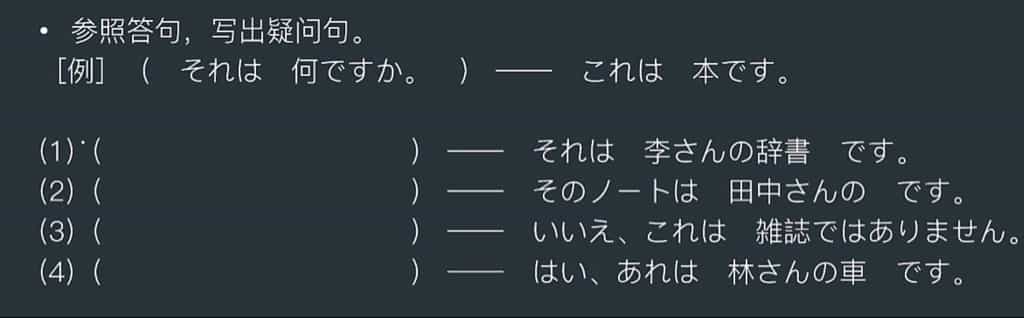 • 参照答句，写出疑问句。
［例］（ それは 何ですか。 ）—— これは 本です。
(1)（ ）—— それは 李さんの辞書 です。
(2)（ ）—— そのノートは 田中さんの です。
(3)（ ）—— いいえ、これは 雑誌ではありません。
(4)（ ）—— はい、あれは 林さんの車 です。